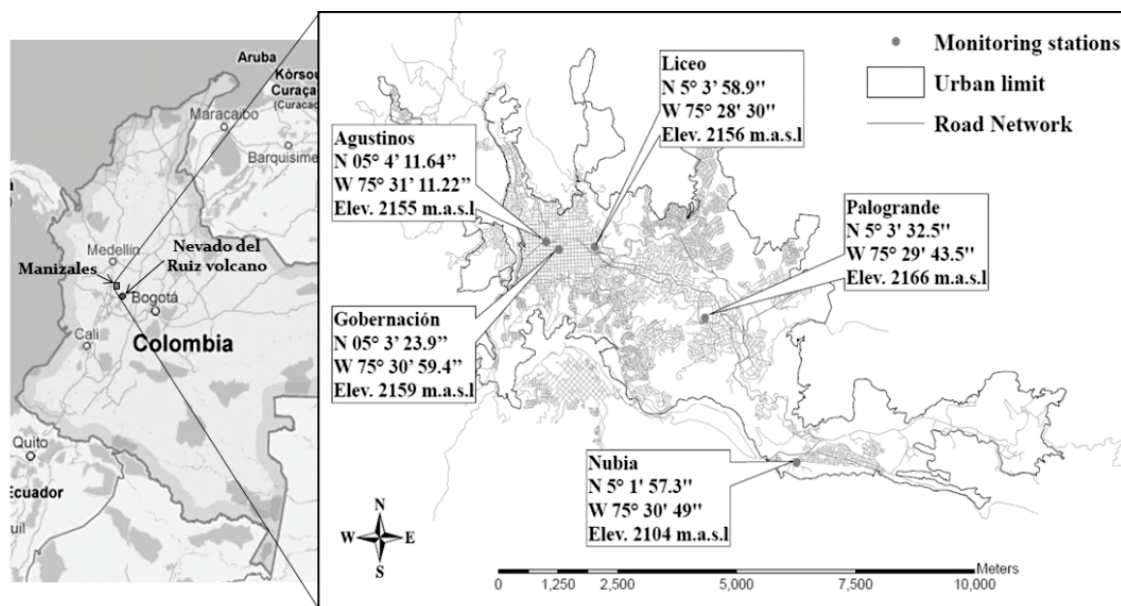 Aruba
Kòrsou
Curaçao
(Curacao
Maracaibo
Barquisime
Medellín
Nevado del
Ruiz volcano
Manizales
Bogotá
Cali
Colombia
Quito
Ecuador
uil
Liceo
N 5° 3' 58.9"
W 75° 28' 30"
Elev. 2156 m.a.s.l
Monitoring stations
Urban limit
Road Network
Agustinos
N 05° 4' 11.64”
W 75° 31' 11.22”
Elev. 2155 m.a.s.l
Palogrande
N 5° 3' 32.5"
W 75° 29' 43.5"
Elev. 2166 m.a.s.l
Gobernación
N 05° 3' 23.9”
W 75° 30' 59.4”
Elev. 2159 m.a.s.l
Nubia
N 5° 1' 57.3"
W 75° 30' 49"
Elev. 2104 m.a.s.l
N
W E
S
Meters
0 1,250 2,500 5,000 7,500 10,000